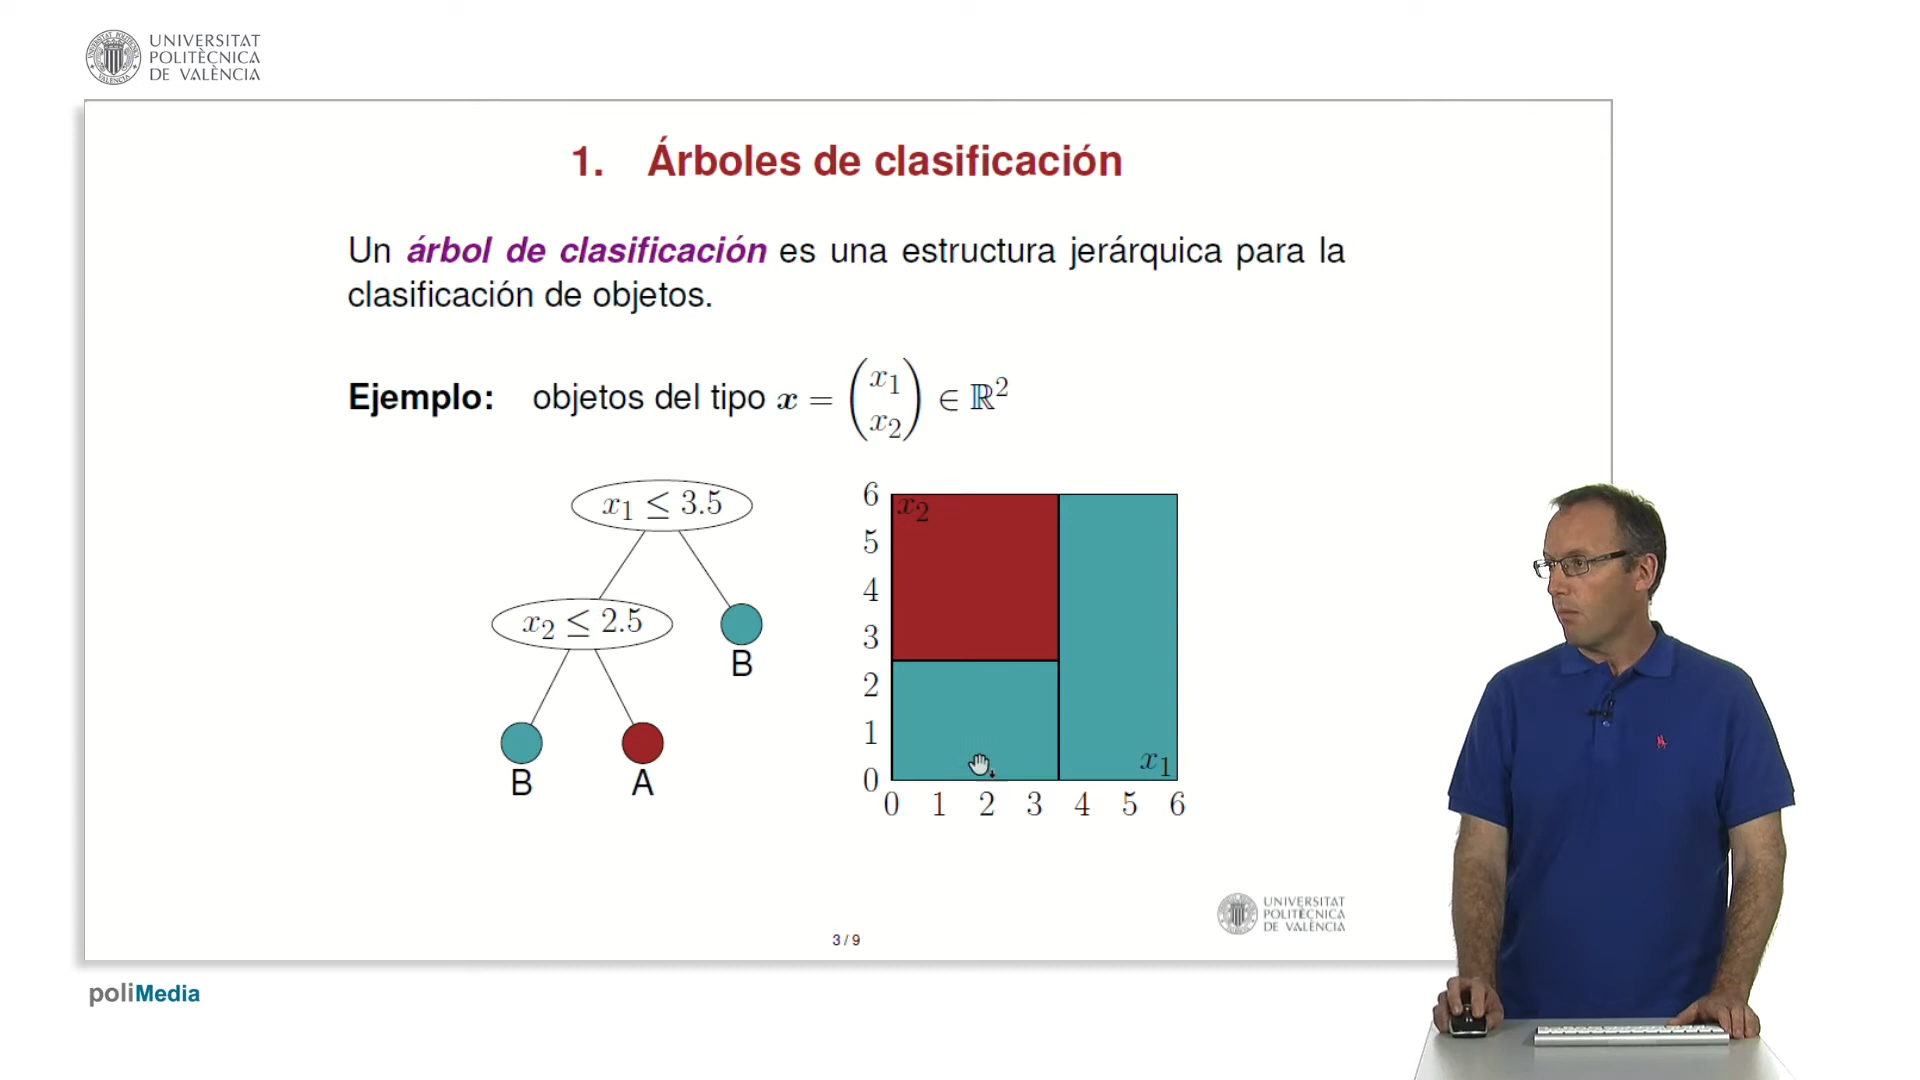 UNIVERSITAT
POLITÈCNICA
DE VALÈNCIA
1. Árboles de clasificación
Un árbol de clasificación es una estructura jerárquica para la
clasificación de objetos.
Ejemplo: objetos del tipo x = (x1 x2) ∈ ℝ²
x1 ≤ 3.5
x2 ≤ 2.5
B
B
A
6
5
4
3
2
1
0
x2
x1
0 1 2 3 4 5 6
UNIVERSITAT
POLITÈCNICA
DE VALÈNCIA
3 / 9
poliMedia